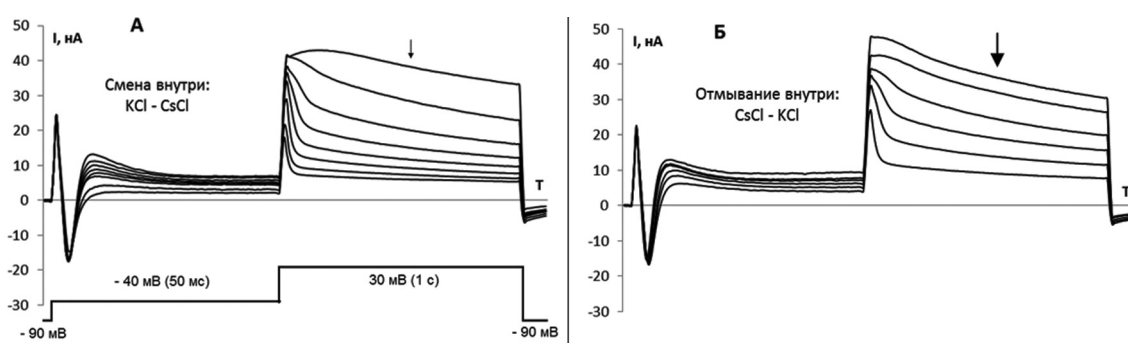 А
I, нА
Смена внутри:
KCl - CsCl
50
40
30
20
10
0
-10
-20
-30
T
- 40 мВ (50 мс)
30 мВ (1 с)
- 90 мВ
- 90 мВ
Б
I, нА
Отмывание внутри:
CsCl - KCl
50
40
30
20
10
0
-10
-20
-30
T